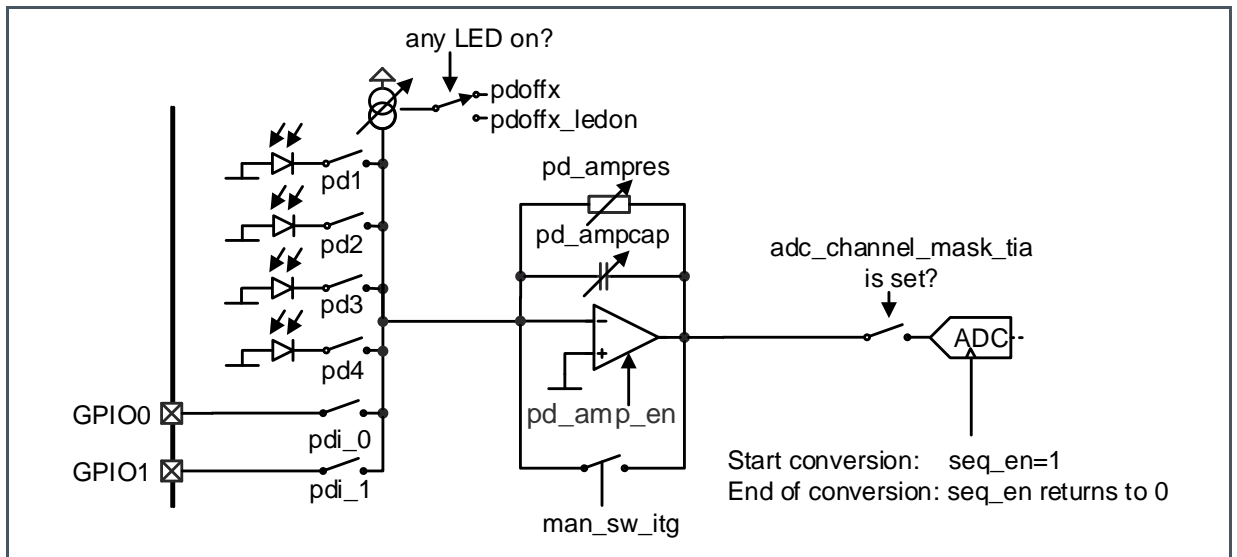 any LED on?
pdoffx
pdoffx_ledon
pd1
pd2
pd3
pd4
GPIO0
pdi_0
GPIO1
pdi_1
pd_ampres
pd_ampcap
−
+
pd_amp_en
man_sw_itg
adc_channel_mask_tia
is set?
ADC
Start conversion: seq_en=1
End of conversion: seq_en returns to 0